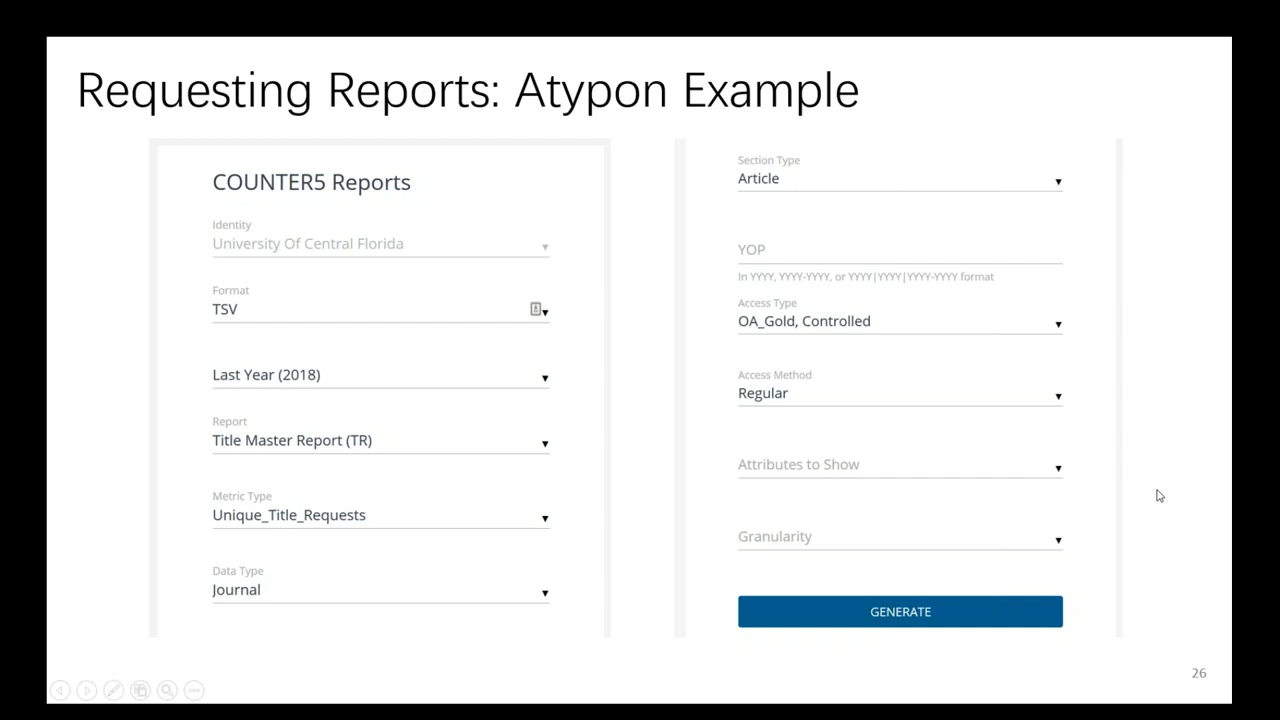 Requesting Reports: Atypon Example
COUNTER5 Reports
Identity
University Of Central Florida
Format
TSV
Last Year (2018)
Report
Title Master Report (TR)
Metric Type
Unique_Title_Requests
Data Type
Journal
Section Type
Article
YOP
In YYYY, YYYY-YYYY, or YYYY|YYYY|YYYY-YYYY format
Access Type
OA_Gold, Controlled
Access Method
Regular
Attributes to Show
Granularity
GENERATE
26